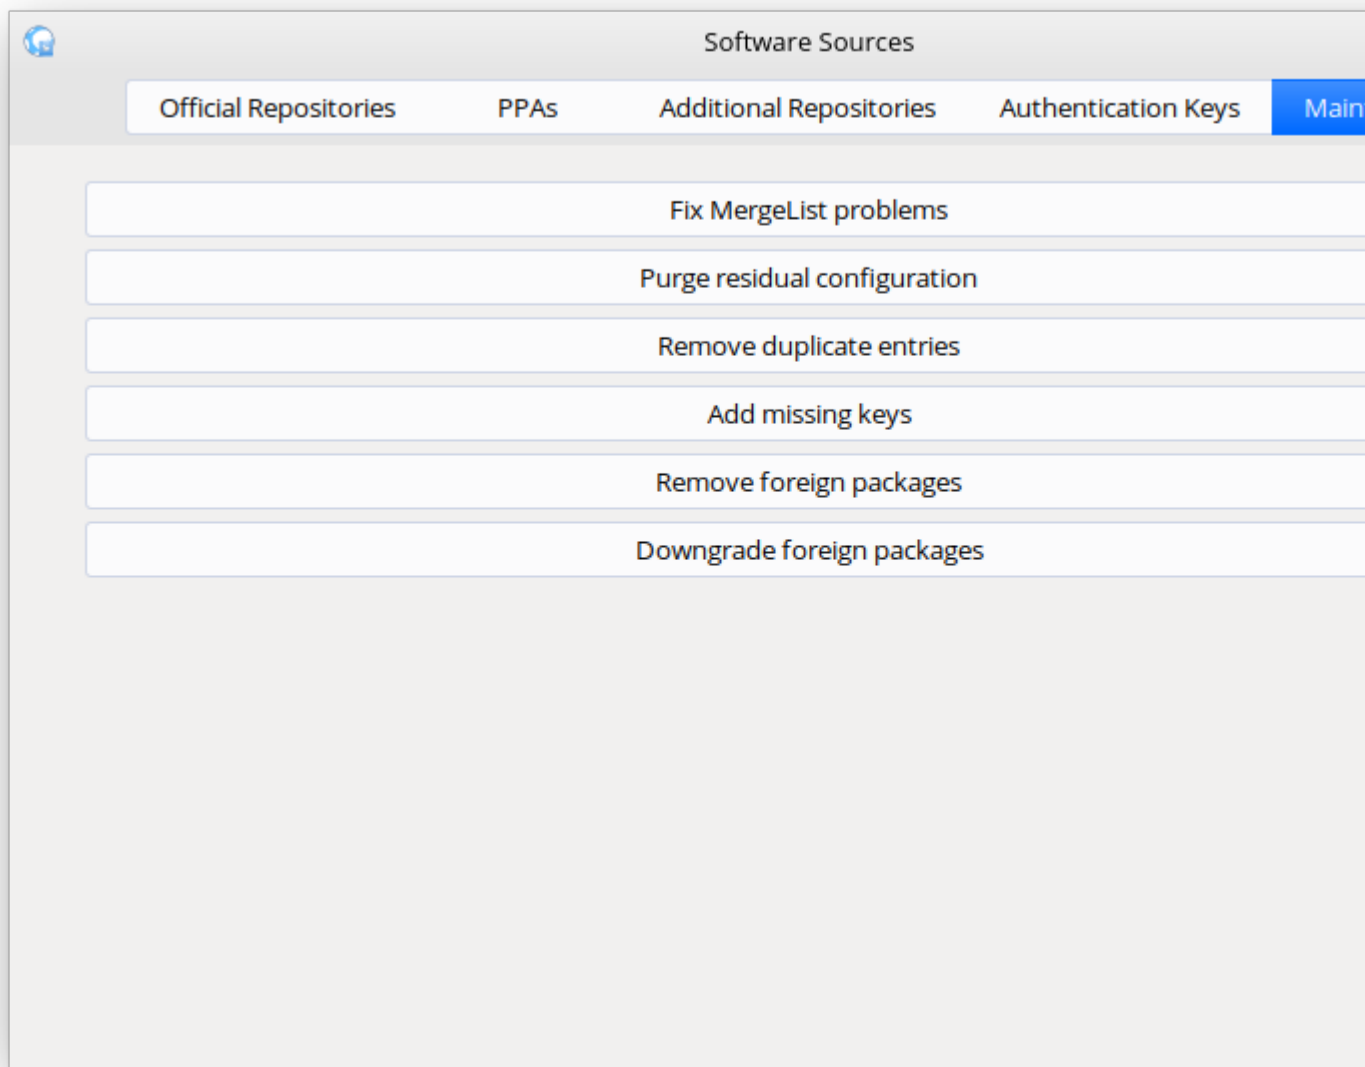 Software Sources
Official Repositories PPAs Additional Repositories Authentication Keys Main
Fix MergeList problems
Purge residual configuration
Remove duplicate entries
Add missing keys
Remove foreign packages
Downgrade foreign packages